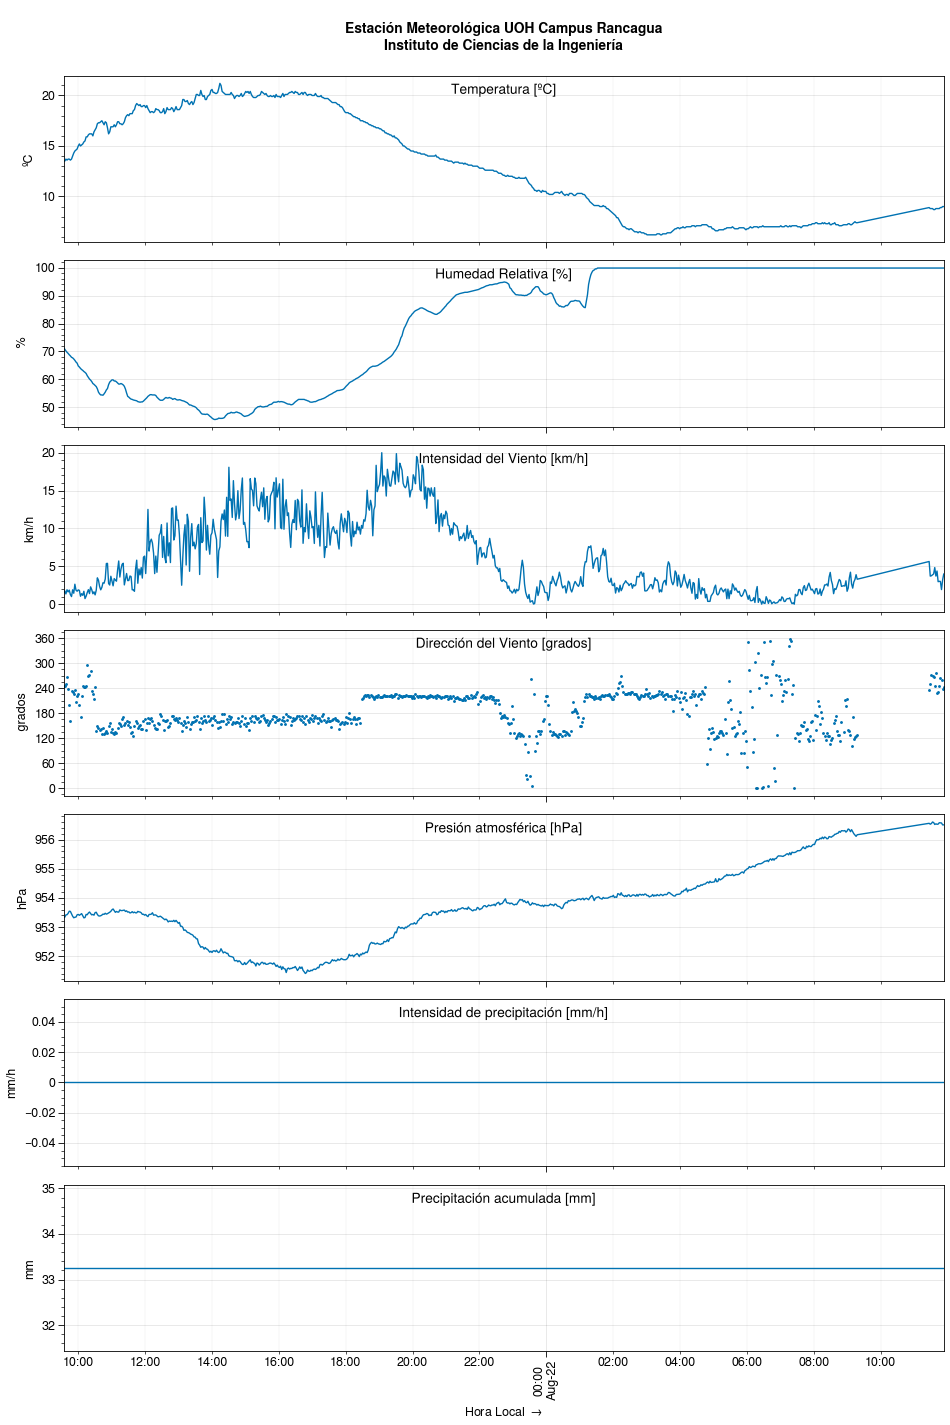 Estación Meteorológica UOH Campus Rancagua
Instituto de Ciencias de la Ingeniería
Temperatura [ºC]
ºC
20
15
10
Humedad Relativa [%]
%
100
90
80
70
60
50
Intensidad del Viento [km/h]
km/h
20
15
10
5
0
Dirección del Viento [grados]
grados
360
300
240
180
120
60
0
Presión atmosférica [hPa]
hPa
956
955
954
953
952
Intensidad de precipitación [mm/h]
mm/h
0.04
0.02
0
−0.02
−0.04
Precipitación acumulada [mm]
mm
35
34
33
32
10:00 12:00 14:00 16:00 18:00 20:00 22:00 00:00 02:00 04:00 06:00 08:00 10:00
Aug-22
Hora Local →